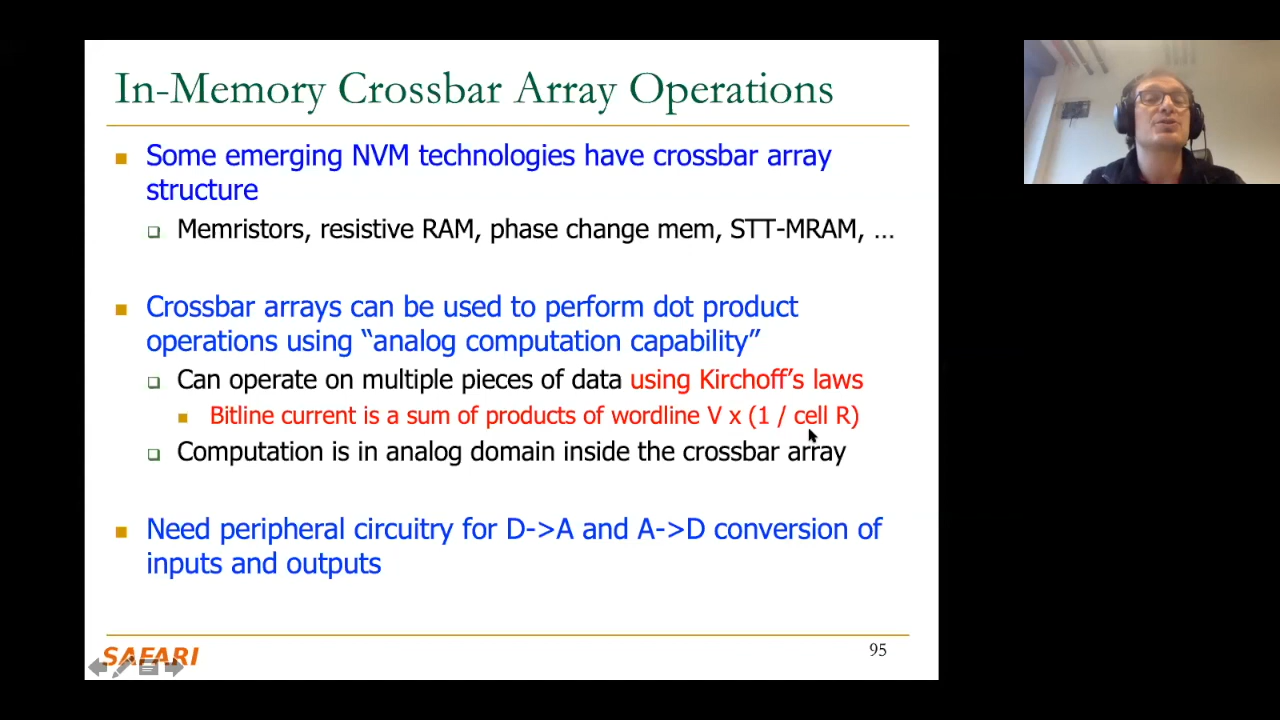 In-Memory Crossbar Array Operations
Some emerging NVM technologies have crossbar array
structure
Memristors, resistive RAM, phase change mem, STT-MRAM, ...
Crossbar arrays can be used to perform dot product
operations using “analog computation capability”
Can operate on multiple pieces of data using Kirchoff’s laws
Bitline current is a sum of products of wordline V x (1 / cell R)
Computation is in analog domain inside the crossbar array
Need peripheral circuitry for D->A and A->D conversion of
inputs and outputs
SAFARI
95